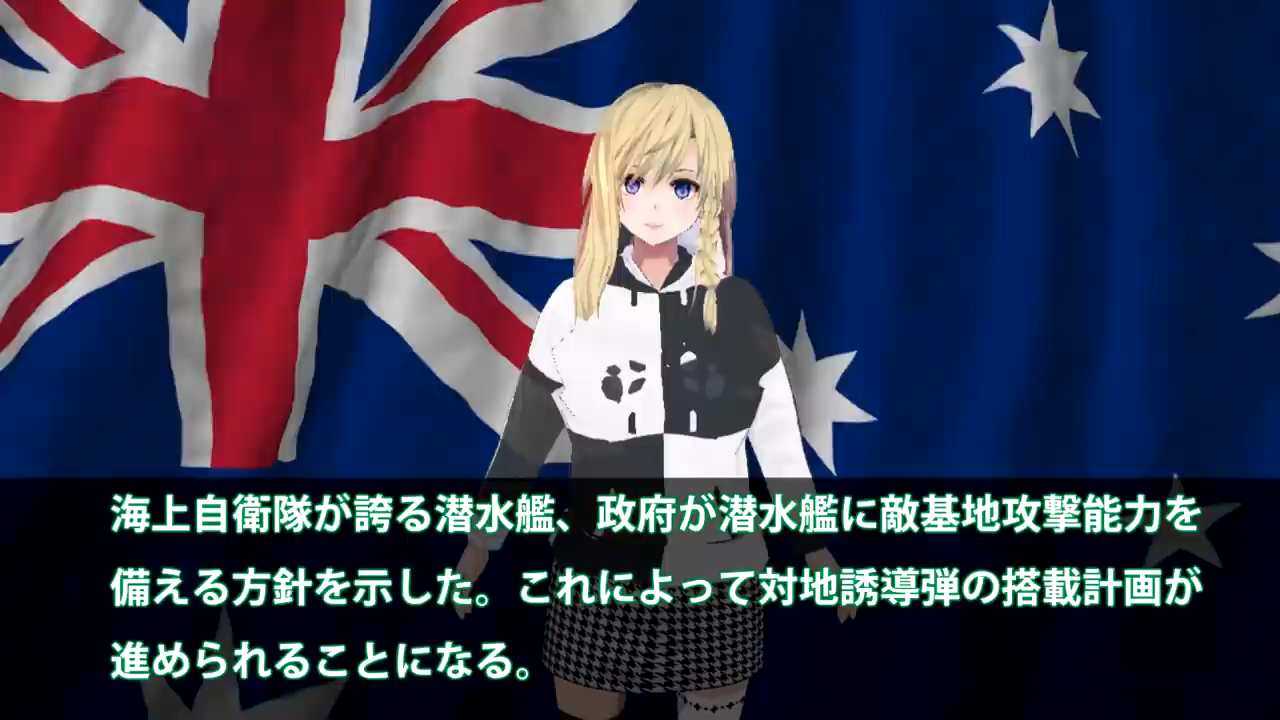 海上自衛隊が誇る潜水艦、政府が潜水艦に敵基地攻撃能力を
備える方針を示した。これによって対地誘導弾の搭載計画が
進められることになる。